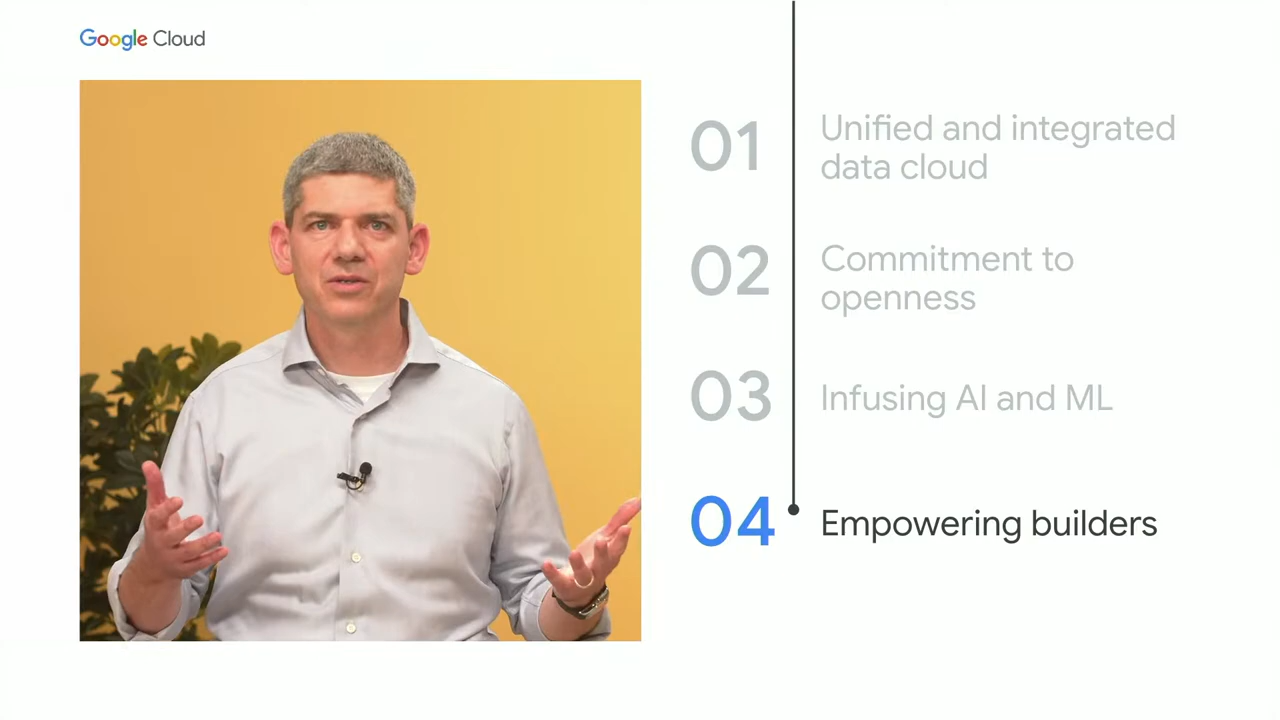 Google Cloud
01
Unified and integrated
data cloud
02
Commitment to
openness
03
Infusing AI and ML
04
Empowering builders